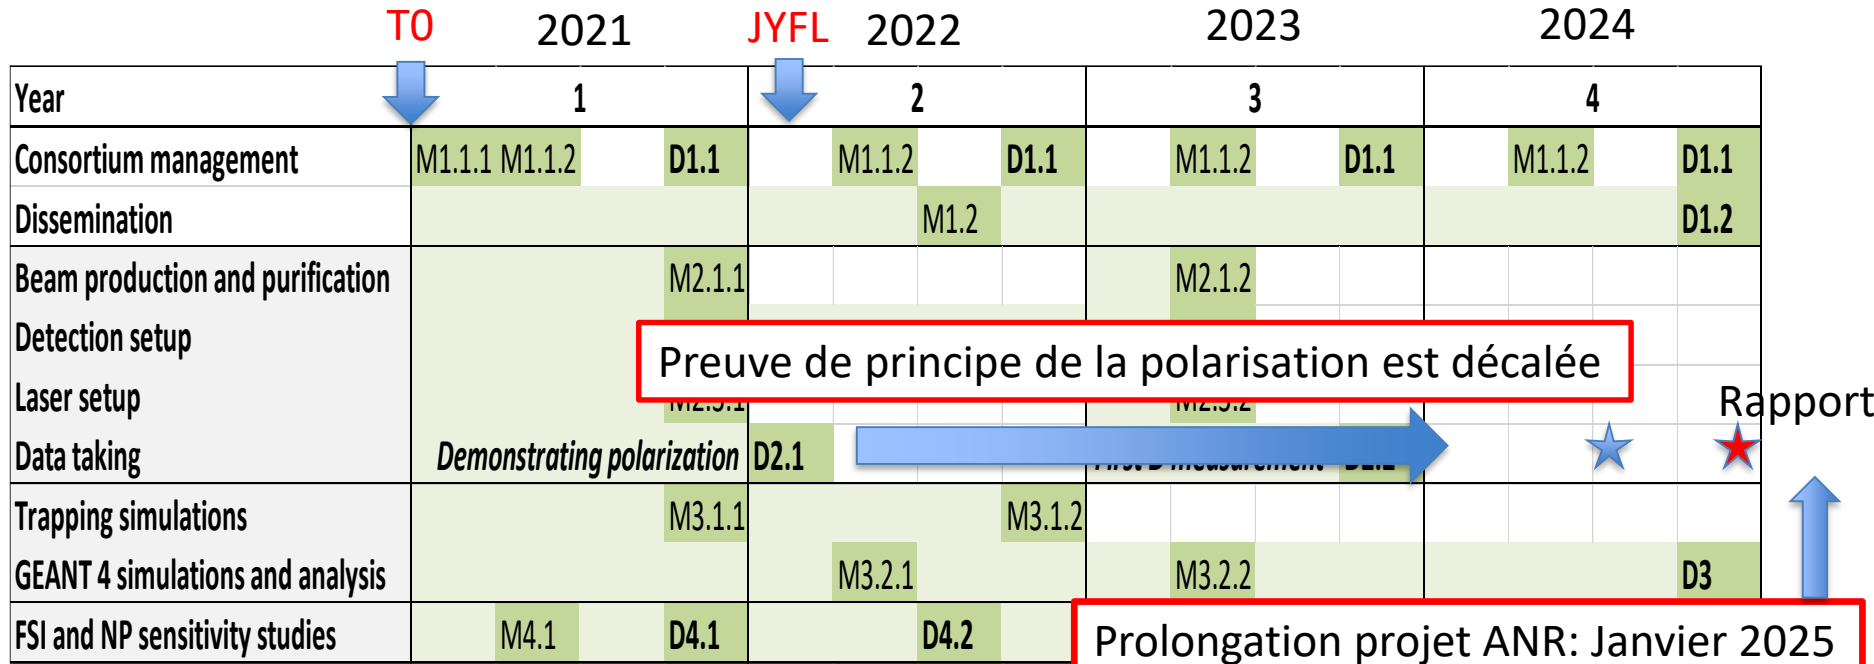 T0 2021 JYFL 2022 2023 2024
Year 1 2 3 4
Consortium management M1.1.1 M1.1.2 D1.1 M1.1.2 D1.1 M1.1.2 D1.1 M1.1.2 D1.1
Dissemination M1.2 D1.2
Beam production and purification M2.1.1 M2.1.2
Detection setup
Preuve de principe de la polarisation est décalée
Laser setup
Rapport
Data taking Demonstrating polarization D2.1
Trapping simulations M3.1.1 M3.1.2
GEANT 4 simulations and analysis M3.2.1 M3.2.2 D3
FSI and NP sensitivity studies M4.1 D4.1 D4.2
Prolongation projet ANR: Janvier 2025